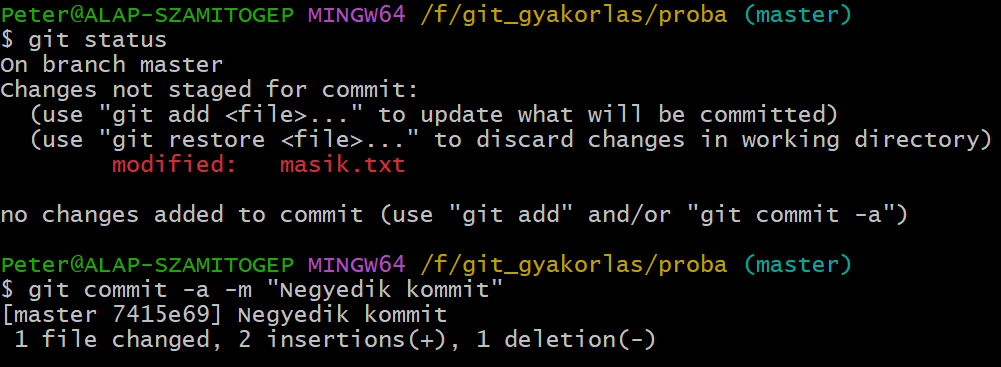 Peter@ALAP-SZAMITOGEP MINGW64 /f/git_gyakorlas/proba (master)
$ git status
On branch master
Changes not staged for commit:
  (use "git add <file>..." to update what will be committed)
  (use "git restore <file>..." to discard changes in working directory)
        modified:   masik.txt

no changes added to commit (use "git add" and/or "git commit -a")

Peter@ALAP-SZAMITOGEP MINGW64 /f/git_gyakorlas/proba (master)
$ git commit -a -m "Negyedik kommit"
[master 7415e69] Negyedik kommit
 1 file changed, 2 insertions(+), 1 deletion(-)